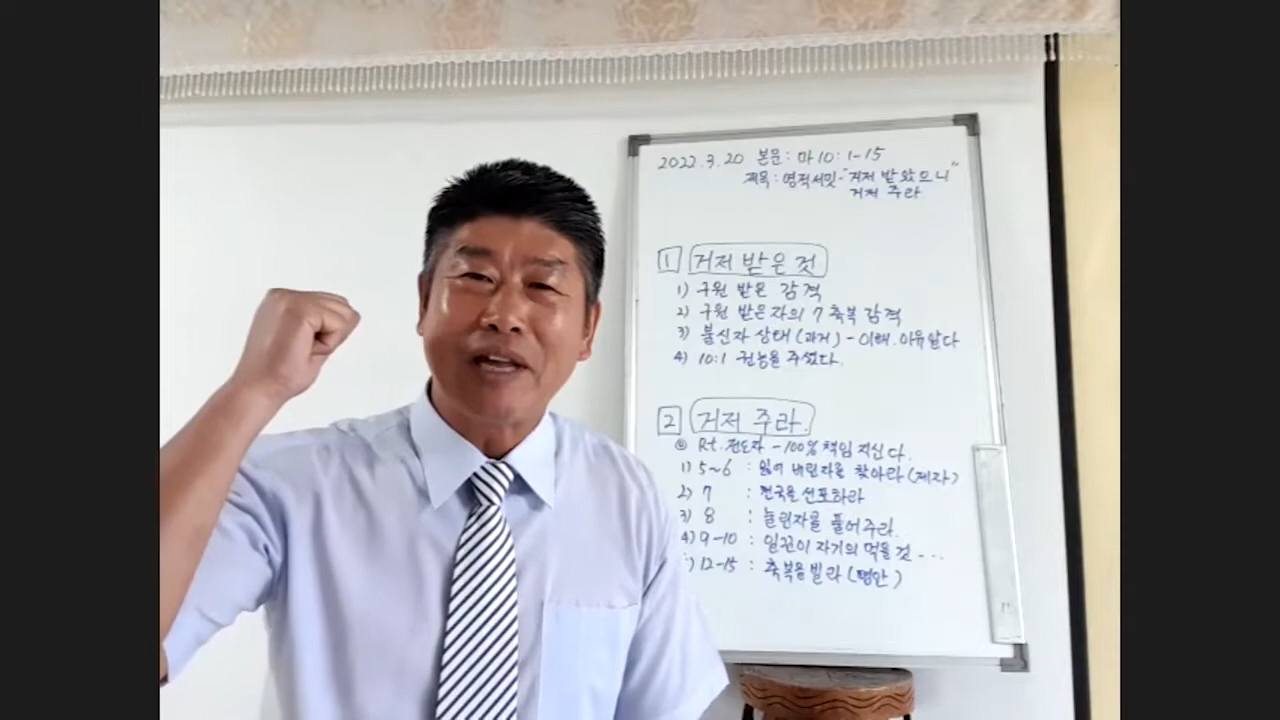 2022.3.20 본문: 마10:1-15
제목: 영적서밋-"거저 받았으니"
거저 주라.
1 거저 받은 것
1) 구원 받은 감격
2) 구원 받은자의 7 축복 감격
3) 불신자 상태(과거) - 이해.이유알다
4) 10:1 권능을 주셨다.
2 거저 주라.
◎ Rt.전도자 -100% 책임 지신다.
1) 5~6 : 잃어 버린자를 찾아라(제자)
2) 7 : 천국을 선포하라
3) 8 : 눌린자를 풀어주라.
4) 9-10 : 일꾼이 자기의 먹을 것 ...
) 12-15 : 축복을 빌라(평안)